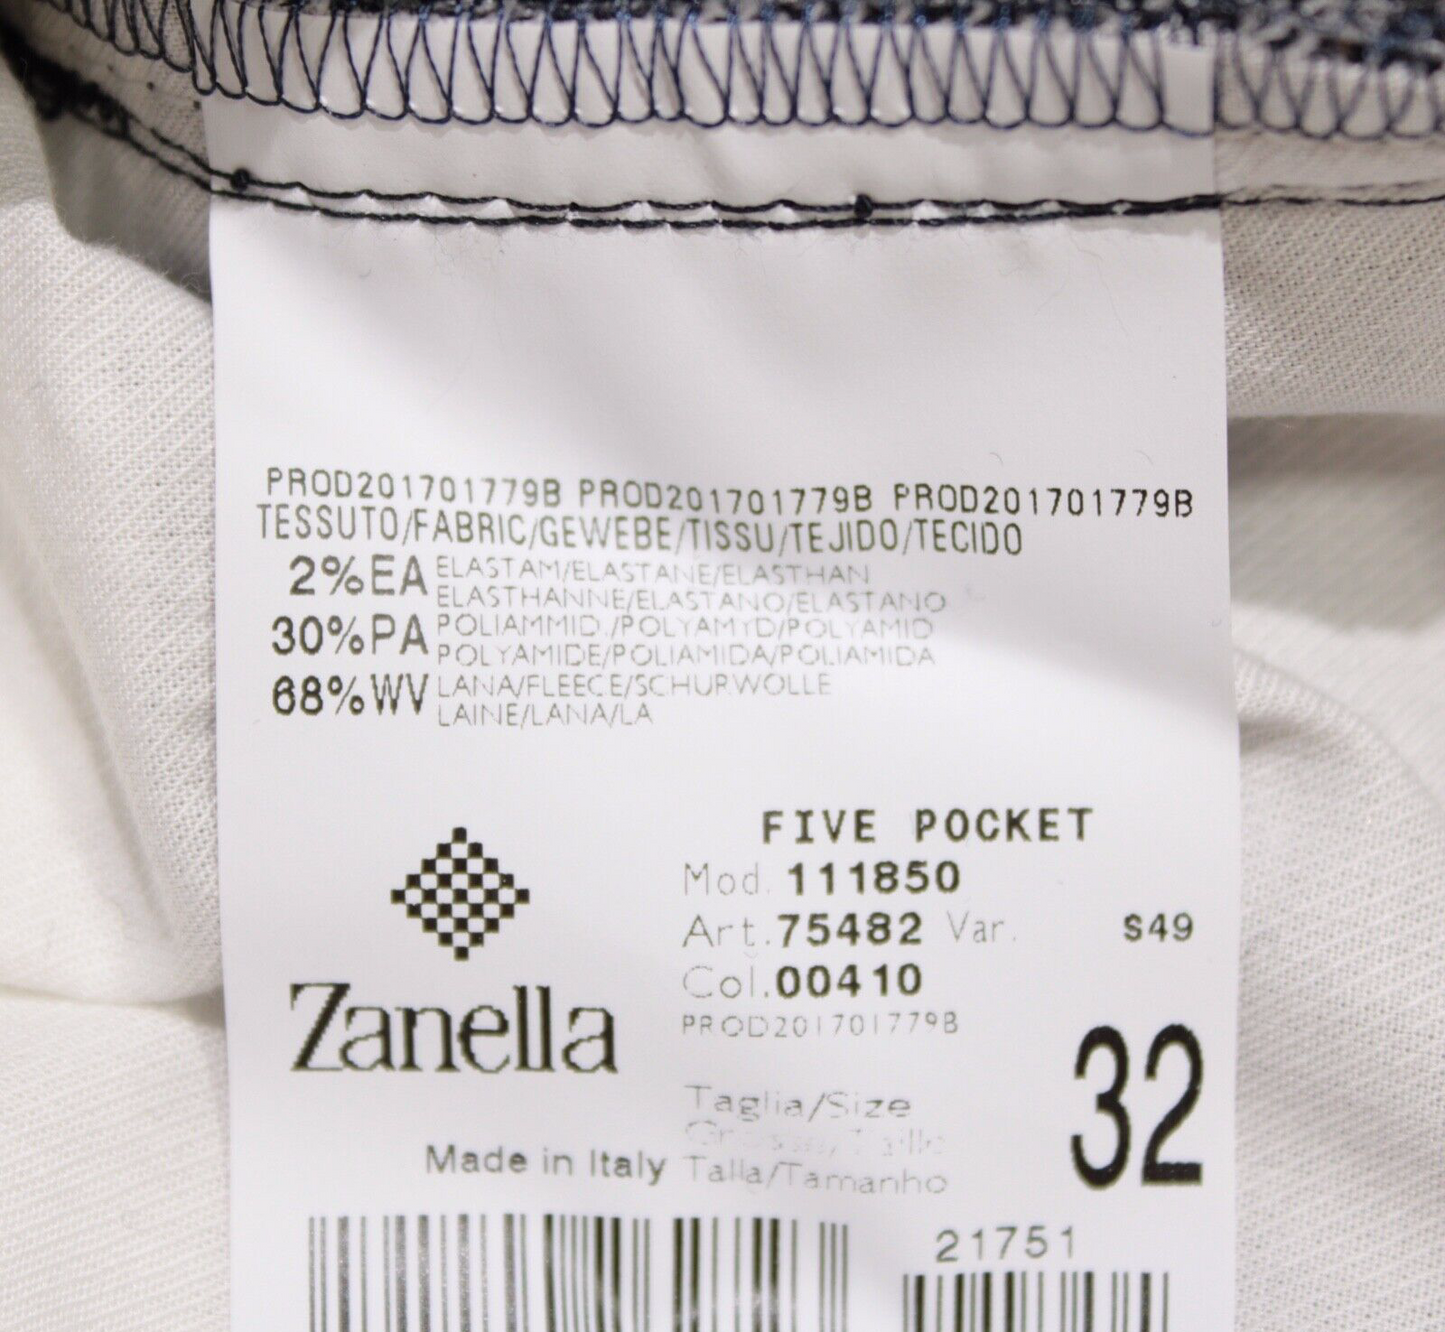 PROD201701779B PROD201701779B PROD201701779B
TESSUTO/FABRIC/GEWEBE/TISSU/TEJIDO/TECIDO
2%EA ELASTAM/ELASTANE/ELASTHAN
ELASTHANNE/ELASTANO/ELASTANO
30%PA POLIAMMID./POLYAMYD/POLYAMID
POLYAMIDE/POLIAMIDA/POLIAMIDA
68%WV LANA/FLEECE/SCHURWOLLE
LAINE/LANA/LA
FIVE POCKET
Mod. 111850
Art.75482 Var. S49
Col.00410
PROD201701779B
Zanella
32
Taglia/Size
Talla/Tamanho
Made in Italy
21751